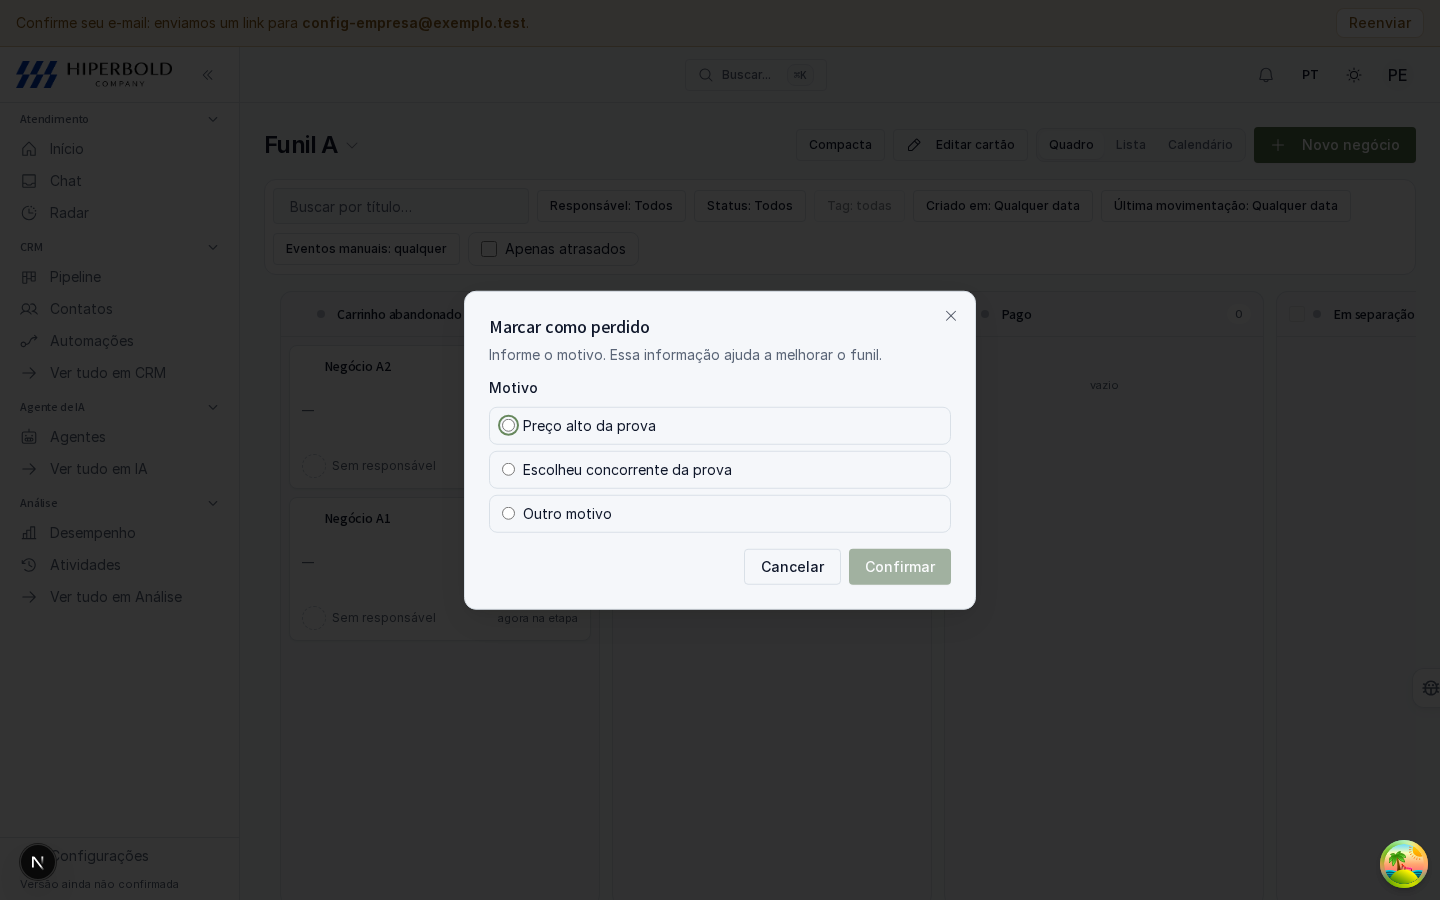 Confirme seu e-mail: enviamos um link para config-empresa@exemplo.test.
Reenviar
HIPERBOLD
COMPANY
Buscar...
⌘K
PT
PE
Atendimento
Início
Chat
Radar
CRM
Pipeline
Contatos
Automações
Ver tudo em CRM
Agente de IA
Agentes
Ver tudo em IA
Análise
Desempenho
Atividades
Ver tudo em Análise
Configurações
Versão ainda não confirmada
N
Funil A
Compacta
Editar cartão
Quadro
Lista
Calendário
Novo negócio
Buscar por título...
Responsável: Todos
Status: Todos
Tag: todas
Criado em: Qualquer data
Última movimentação: Qualquer data
Eventos manuais: qualquer
Apenas atrasados
Carrinho abandonado
Negócio A2
—
Sem responsável
Negócio A1
—
Sem responsável
agora na etapa
Pago
0
vazio
Em separação
Marcar como perdido
Informe o motivo. Essa informação ajuda a melhorar o funil.
Motivo
Preço alto da prova
Escolheu concorrente da prova
Outro motivo
Cancelar
Confirmar